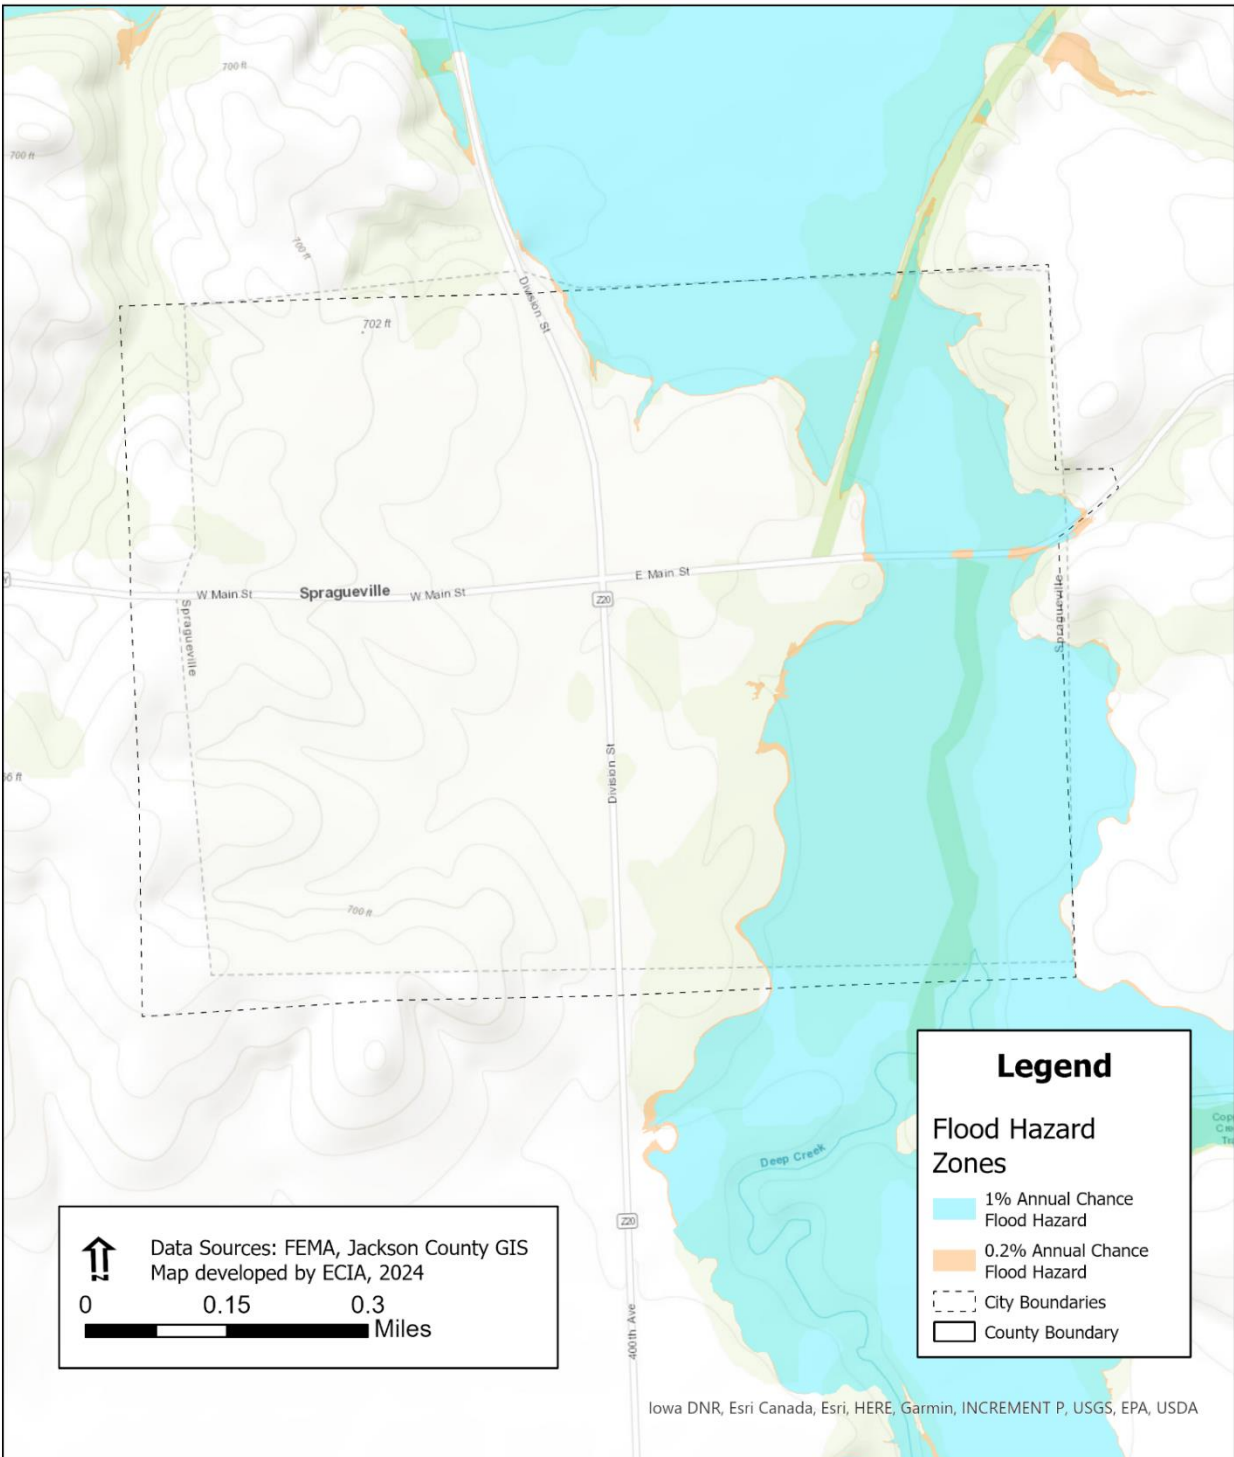 700 ft
700 ft
700 ft
Division St
702 ft
W Main St
Spragueville
W Main St
E Main St
Z20
Spragueville
Spragueville
Division St
66 ft
700 ft
Deep Creek
Z20
400th Ave
Legend
Flood Hazard
Zones
1% Annual Chance
Flood Hazard
0.2% Annual Chance
Flood Hazard
City Boundaries
County Boundary
N
Data Sources: FEMA, Jackson County GIS
Map developed by ECIA, 2024
0 0.15 0.3
Miles
Iowa DNR, Esri Canada, Esri, HERE, Garmin, INCREMENT P, USGS, EPA, USDA